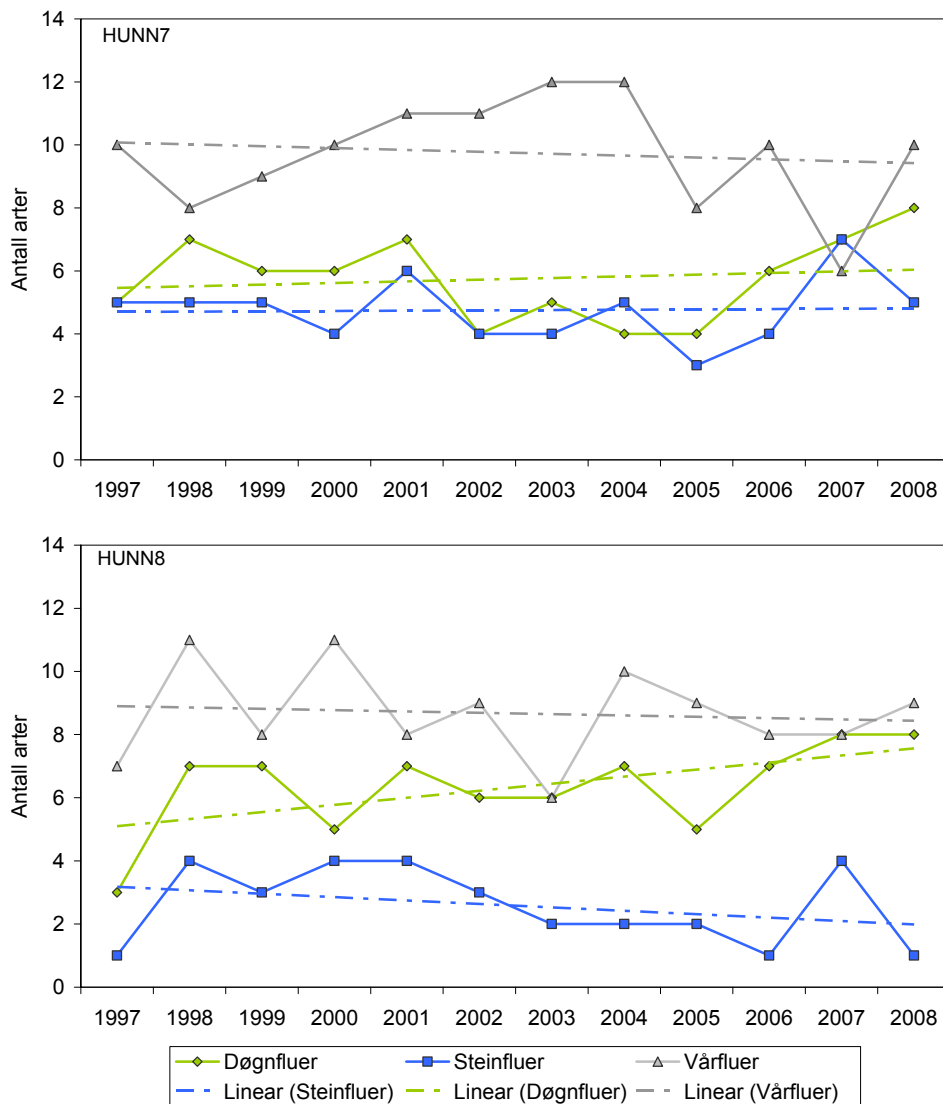 HUNN7
Antall arter
14
12
10
8
6
4
2
0
1997 1998 1999 2000 2001 2002 2003 2004 2005 2006 2007 2008
HUNN8
Antall arter
14
12
10
8
6
4
2
0
1997 1998 1999 2000 2001 2002 2003 2004 2005 2006 2007 2008
Døgnfluer Steinfluer Vårfluer
Linear (Steinfluer) Linear (Døgnfluer) Linear (Vårfluer)